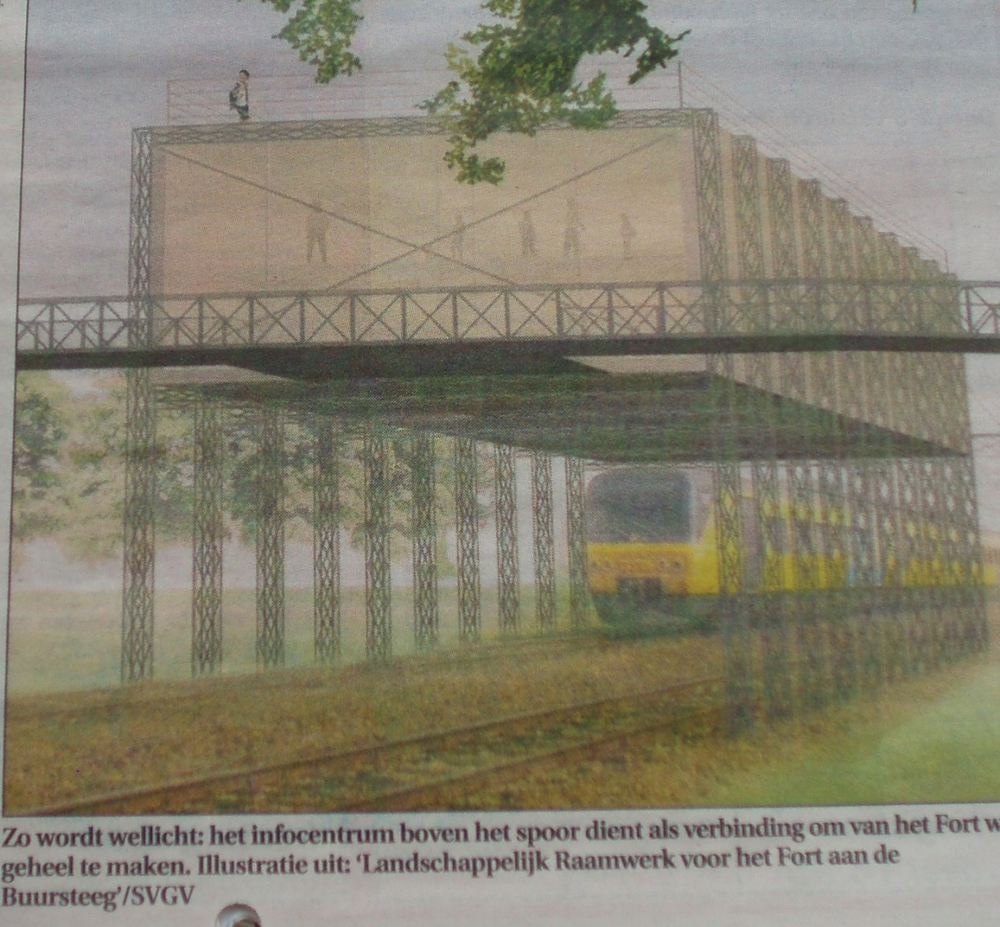 Zo wordt wellicht: het infocentrum boven het spoor dient als verbinding om van het Fort w
geheel te maken. Illustratie uit: ‘Landschappelijk Raamwerk voor het Fort aan de
Buursteeg’/SVGV